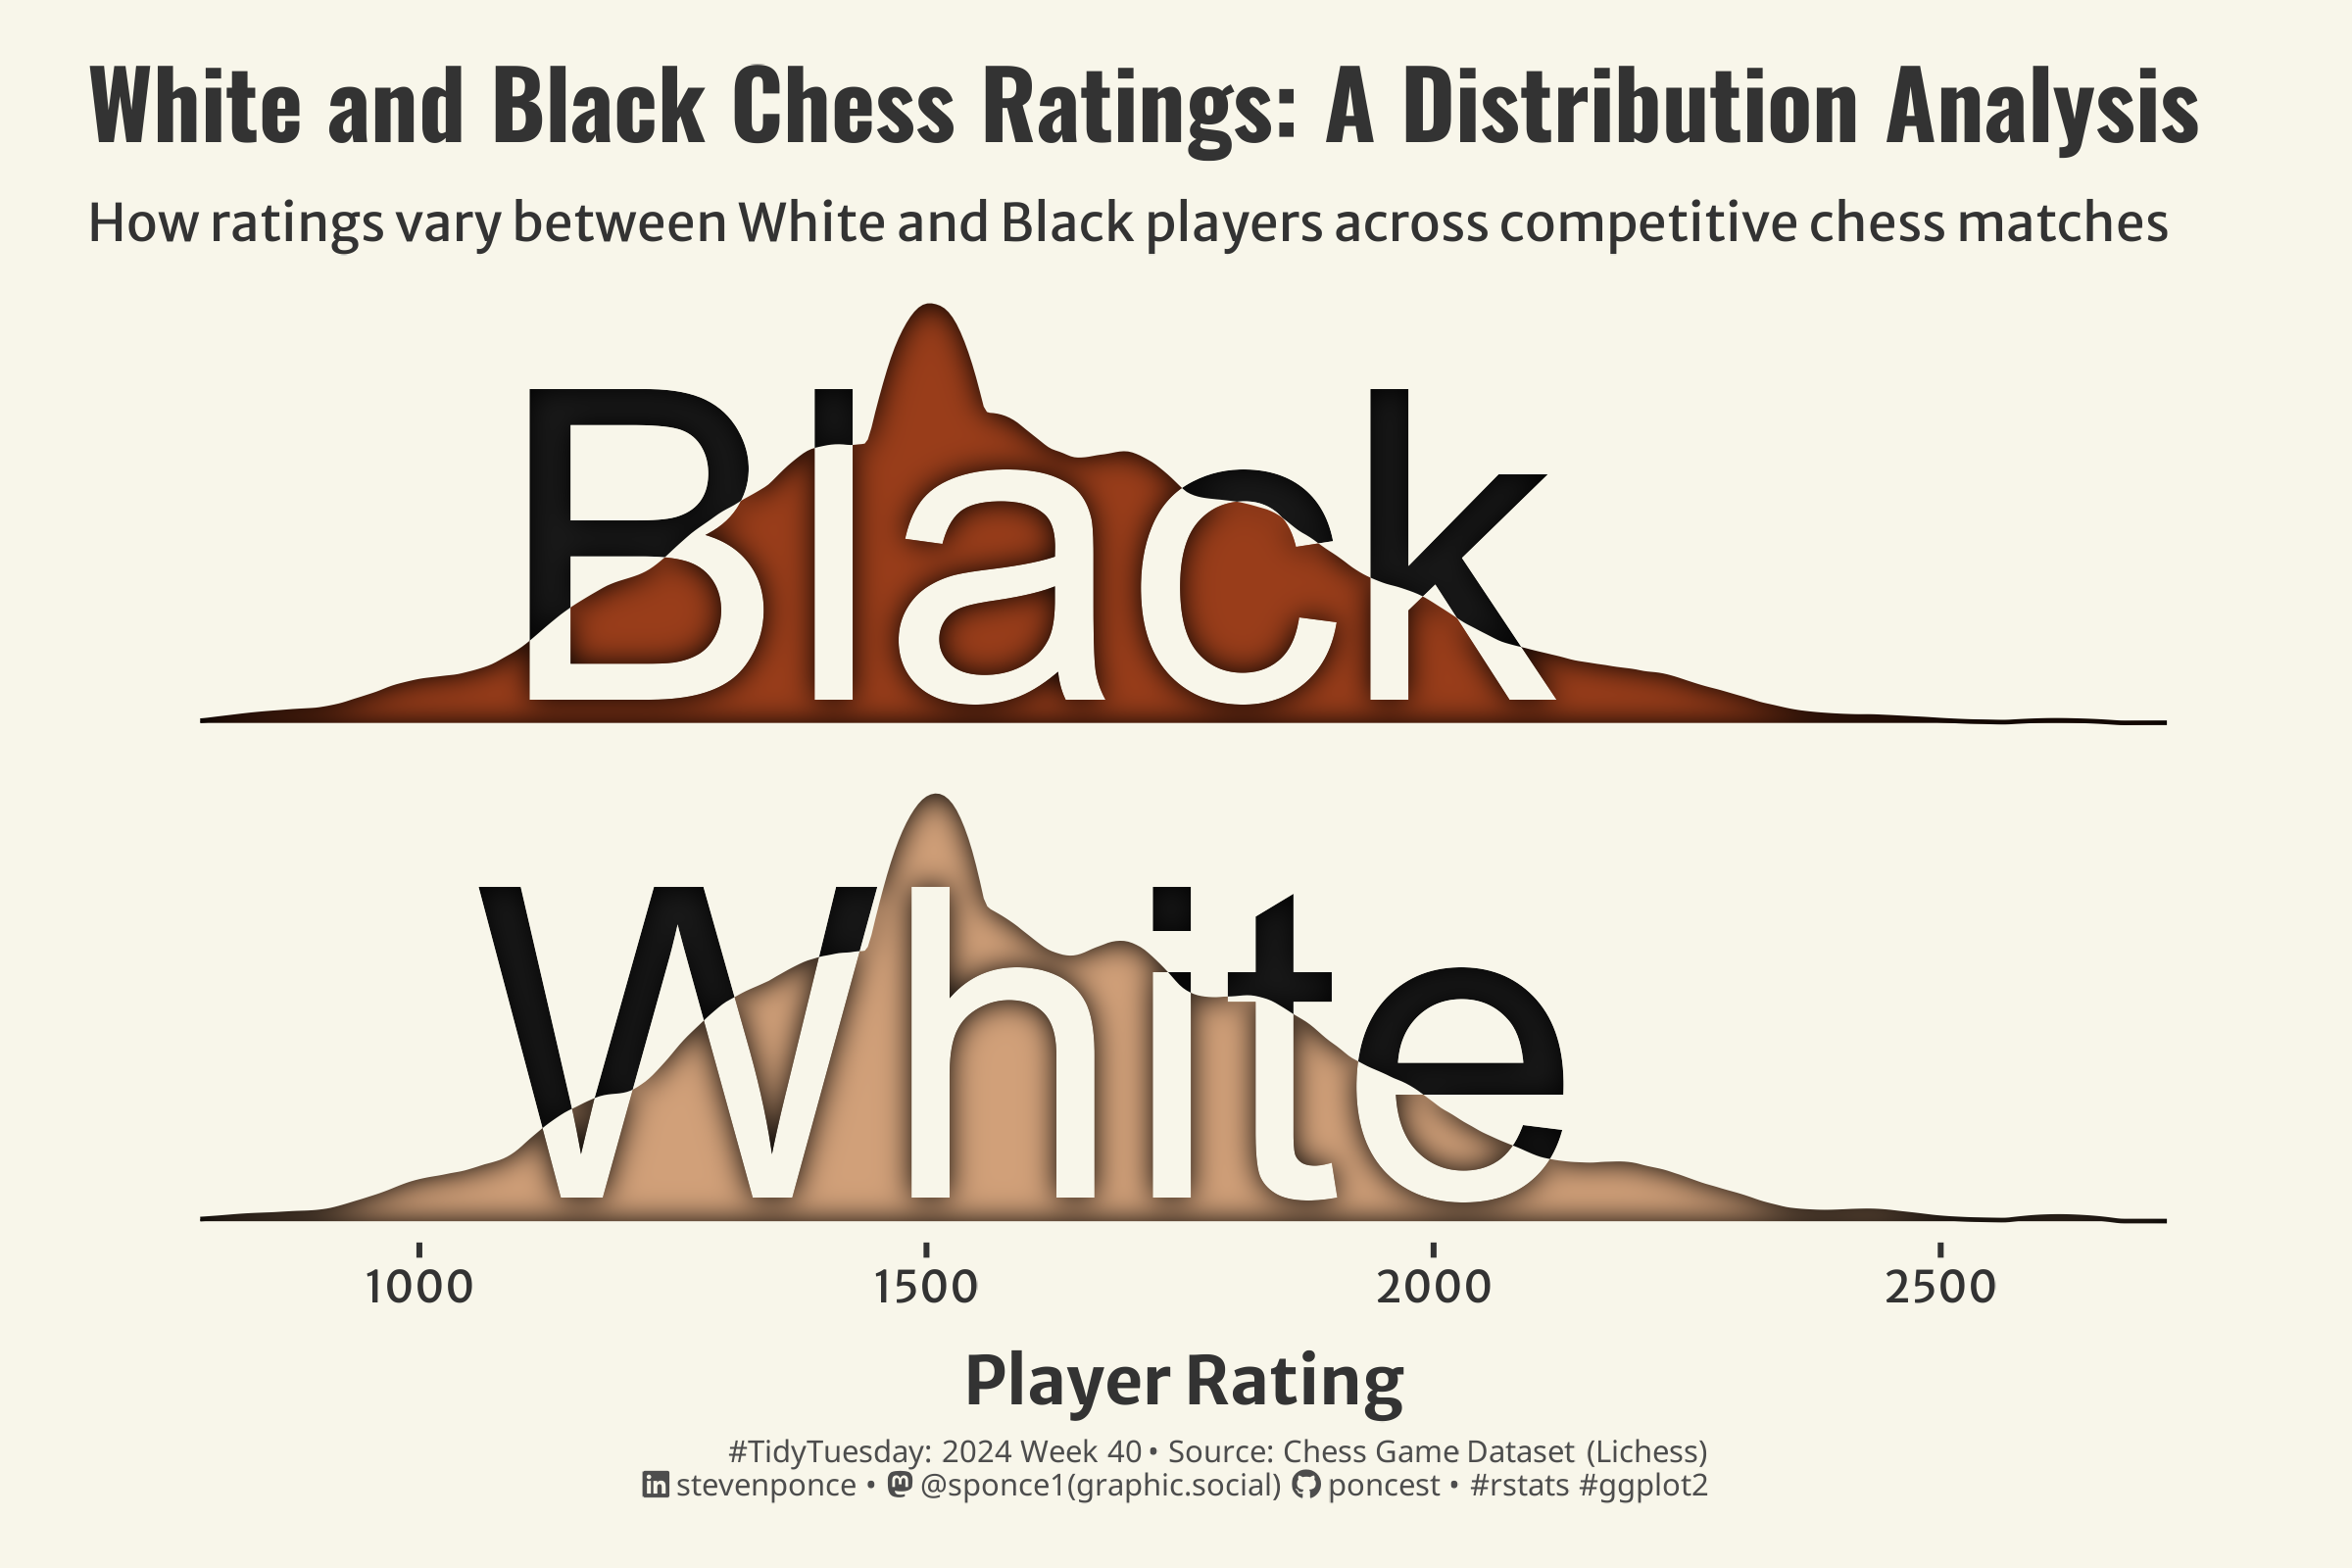 White and Black Chess Ratings: A Distribution Analysis
How ratings vary between White and Black players across competitive chess matches
Black
White
1000 1500 2000 2500
Player Rating
#TidyTuesday: 2024 Week 40 • Source: Chess Game Dataset (Lichess)
stevenponce • @sponce1(graphic.social) poncest • #rstats #ggplot2